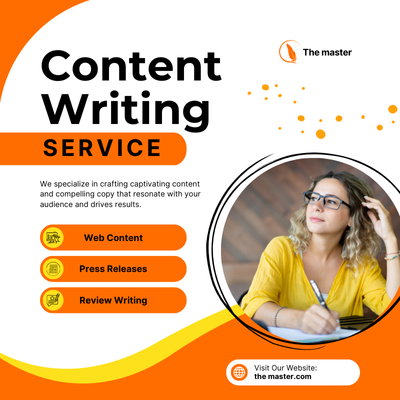 The master
Content
Writing
SERVICE
We specialize in crafting captivating content
and compelling copy that resonate with your
audience and drives results.
Web Content
Press Releases
Review Writing
Visit Our Website:
the master.com